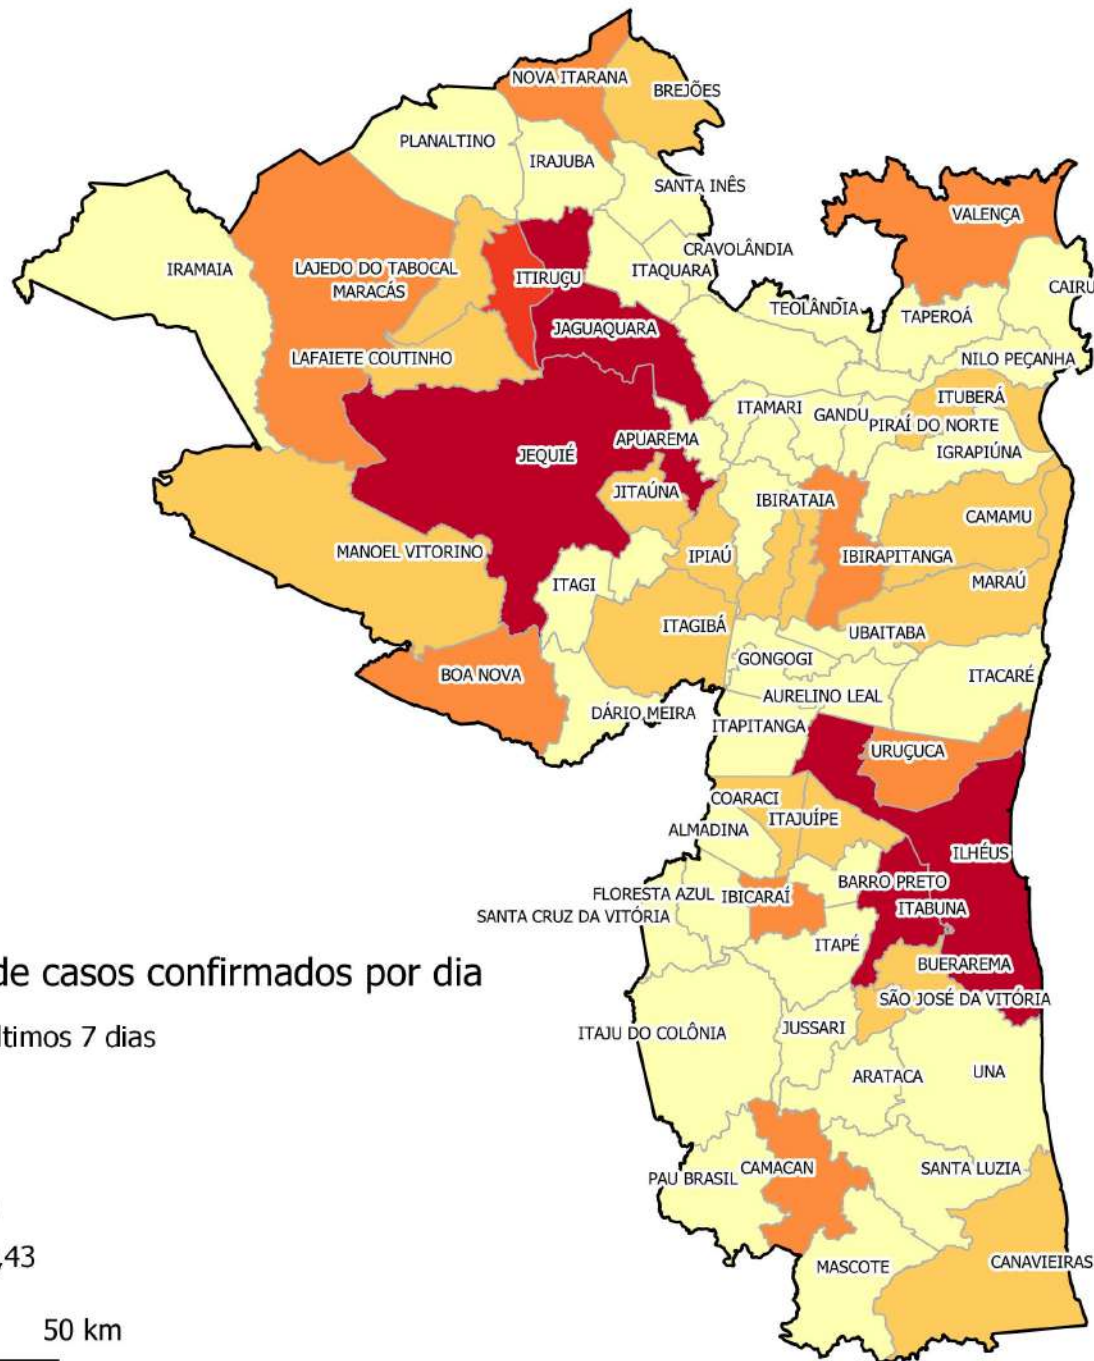 NOVA ITARANA
BREJÕES
PLANALTINO
IRAJUBA
SANTA INÊS
VALENÇA
CRAVOLÂNDIA
IRAMAIA
LAJEDO DO TABOCAL
ITIRUÇU
ITAQUARA
MARACÁS
CAIRU
TEOLÂNDIA
TAPEROÁ
JAGUAQUARA
LAFAIETE COUTINHO
NILO PEÇANHA
ITUBERÁ
ITAMARI
GANDU
PIRAÍ DO NORTE
APUAREMA
IGRAPIÚNA
JEQUIÉ
JITAÚNA
IBIRATAIA
CAMAMU
MANOEL VITORINO
IPIAÚ
IBIRAPITANGA
ITAGI
MARAÚ
ITAGIBÁ
UBAITABA
GONGOGI
BOA NOVA
ITACARÉ
AURELINO LEAL
DÁRIO MEIRA
ITAPITANGA
URUÇUCA
COARACI
ITAJUÍPE
ALMADINA
ILHÉUS
BARRO PRETO
FLORESTA AZUL
IBICARAÍ
ITABUNA
SANTA CRUZ DA VITÓRIA
ITAPÉ
BUERAREMA
de casos confirmados por dia
SÃO JOSÉ DA VITÓRIA
ltimos 7 dias
ITAJU DO COLÔNIA
JUSSARI
UNA
ARATACA
PAU BRASIL
CAMACAN
SANTA LUZIA
,43
CANAVIEIRAS
MASCOTE
50 km